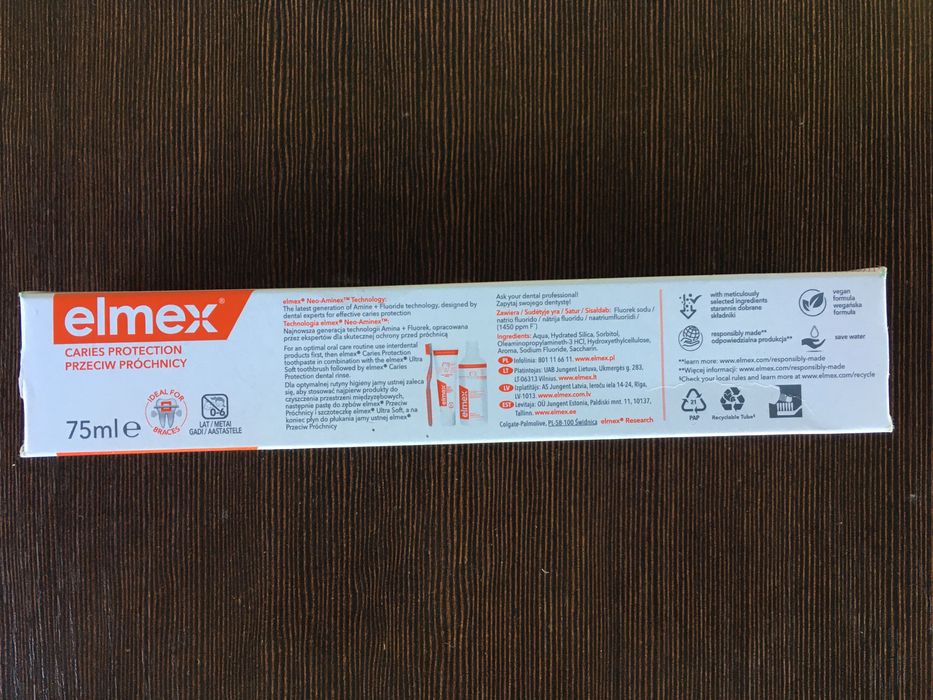 elmex®
CARIES PROTECTION
PRZECIW PRÓCHNICY
75ml e
IDEAL FOR
BRACES
0-6
LAT / METAI
GADI / AASTASTELE
elmex® Neo-Aminex™ Technology:
The latest generation of Amine + Fluoride technology, designed by
dental experts for effective caries protection
Technologia elmex® Neo-Aminex™:
Najnowsza generacja technologii Amina + Fluorek, opracowana
przez ekspertów dla skutecznej ochrony przed próchnicą
For an optimal oral care routine use interdental
products first, then elmex® Caries Protection
toothpaste in combination with the elmex® Ultra
Soft toothbrush followed by elmex® Caries
Protection dental rinse.
Dla optymalnej rutyny higieny jamy ustnej zaleca
się, aby stosować najpierw produkty do
czyszczenia przestrzeni międzyzębowych,
następnie pastę do zębów elmex® Przeciw
Próchnicy i szczoteczkę elmex® Ultra Soft, a na
koniec płyn do płukania jamy ustnej elmex®
Przeciw Próchnicy
elmex
Ask your dental professional!
Zapytaj swojego dentystę!
Zawiera / Sudėtyje yra / Satur / Sisaldab: Fluorek sodu /
natrio fluorido / nātrija fluorīdu / naatriumfluoriidi /
(1450 ppm F⁻)
Ingredients: Aqua, Hydrated Silica, Sorbitol,
Olaminopropylamineth-3 HCl, Hydroxyethylcellulose,
Aroma, Sodium Fluoride, Saccharin.
PL Infolinia: 801 11 66 11. www.elmex.pl
LT Platintojas: UAB Jungent Lietuva, Ukmergės g. 283,
LT-06313 Vilnius. www.elmex.lt
LV Izplatītājs: AS Jungent Latvia, Ieroču iela 14-24, Rīga,
LV-1013. www.elmex.com.lv
EST Levitaja: OÜ Jungent Estonia, Paldiski mnt. 11, 10137,
Tallinn. www.elmex.ee
Colgate-Palmolive, PL-58-100 Świdnica elmex® Research
with meticulously
selected ingredients
starannie dobrano
składniki
vegan
formula
wegańska
formuła
responsibly made**
odpowiedzialna produkcja**
save water
**learn more: www.elmex.com/responsibly-made
**Więcej informacji: www.elmex.com/responsibly-made
°Check your local rules and learn more at www.elmex.com/recycle
21
PAP
Recyclable Tube°